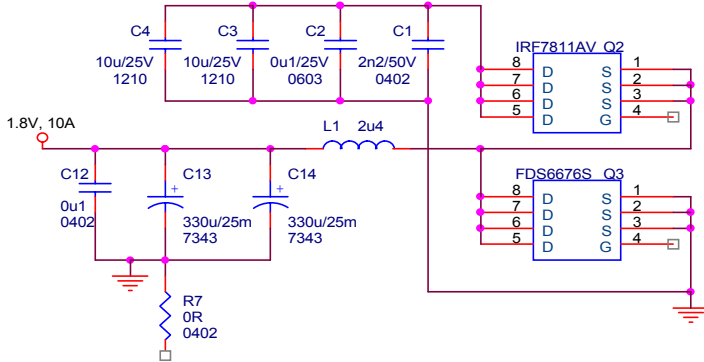 C4
10u/25V
1210
C3
10u/25V
1210
C2
0u1/25V
0603
C1
2n2/50V
0402
IRF7811AV Q2
8 D S 1
7 D S 2
6 D S 3
5 D G 4
1.8V, 10A
L1 2u4
C12
0u1
0402
C13
+
330u/25m
7343
C14
+
330u/25m
7343
FDS6676S Q3
8 D S 1
7 D S 2
6 D S 3
5 D G 4
R7
0R
0402